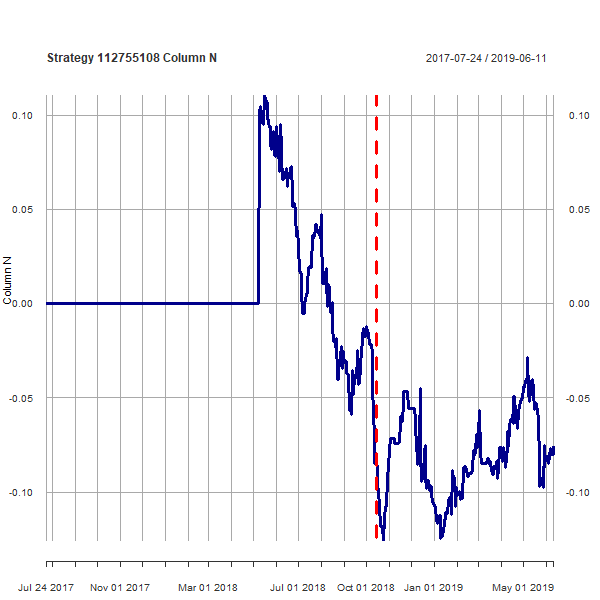 Strategy 112755108 Column N
2017-07-24 / 2019-06-11
0.10
0.10
0.05
0.05
Column N
0.00
0.00
-0.05
-0.05
-0.10
-0.10
Jul 24 2017
Nov 01 2017
Mar 01 2018
Jul 01 2018
Oct 01 2018
Jan 01 2019
May 01 2019